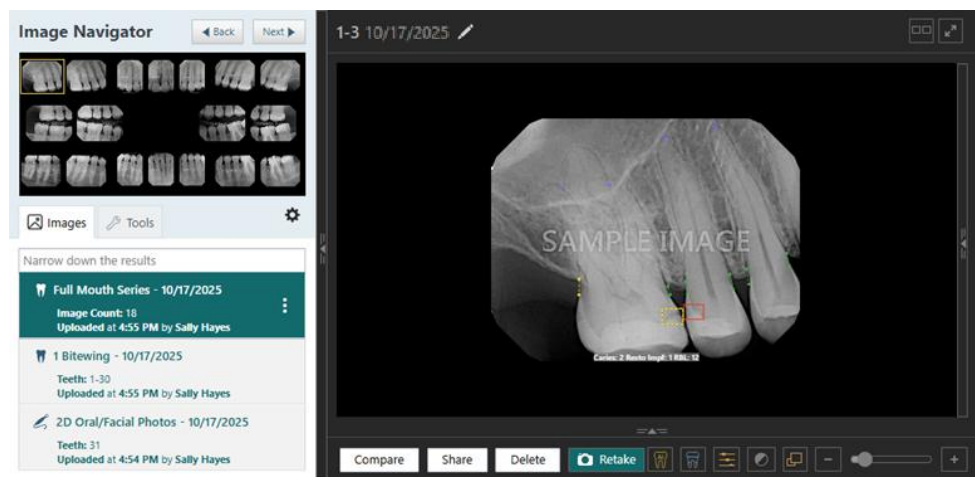 Image Navigator
Back
Next
Images
Tools
Narrow down the results
Full Mouth Series - 10/17/2025
Image Count: 18
Uploaded at 4:55 PM by Sally Hayes
1 Bitewing - 10/17/2025
Teeth: 1-30
Uploaded at 4:55 PM by Sally Hayes
2D Oral/Facial Photos - 10/17/2025
Teeth: 31
Uploaded at 4:54 PM by Sally Hayes
1-3 10/17/2025
SAMPLE IMAGE
Caries: 2 Resto Impf: 1 RBL: 12
Compare
Share
Delete
Retake